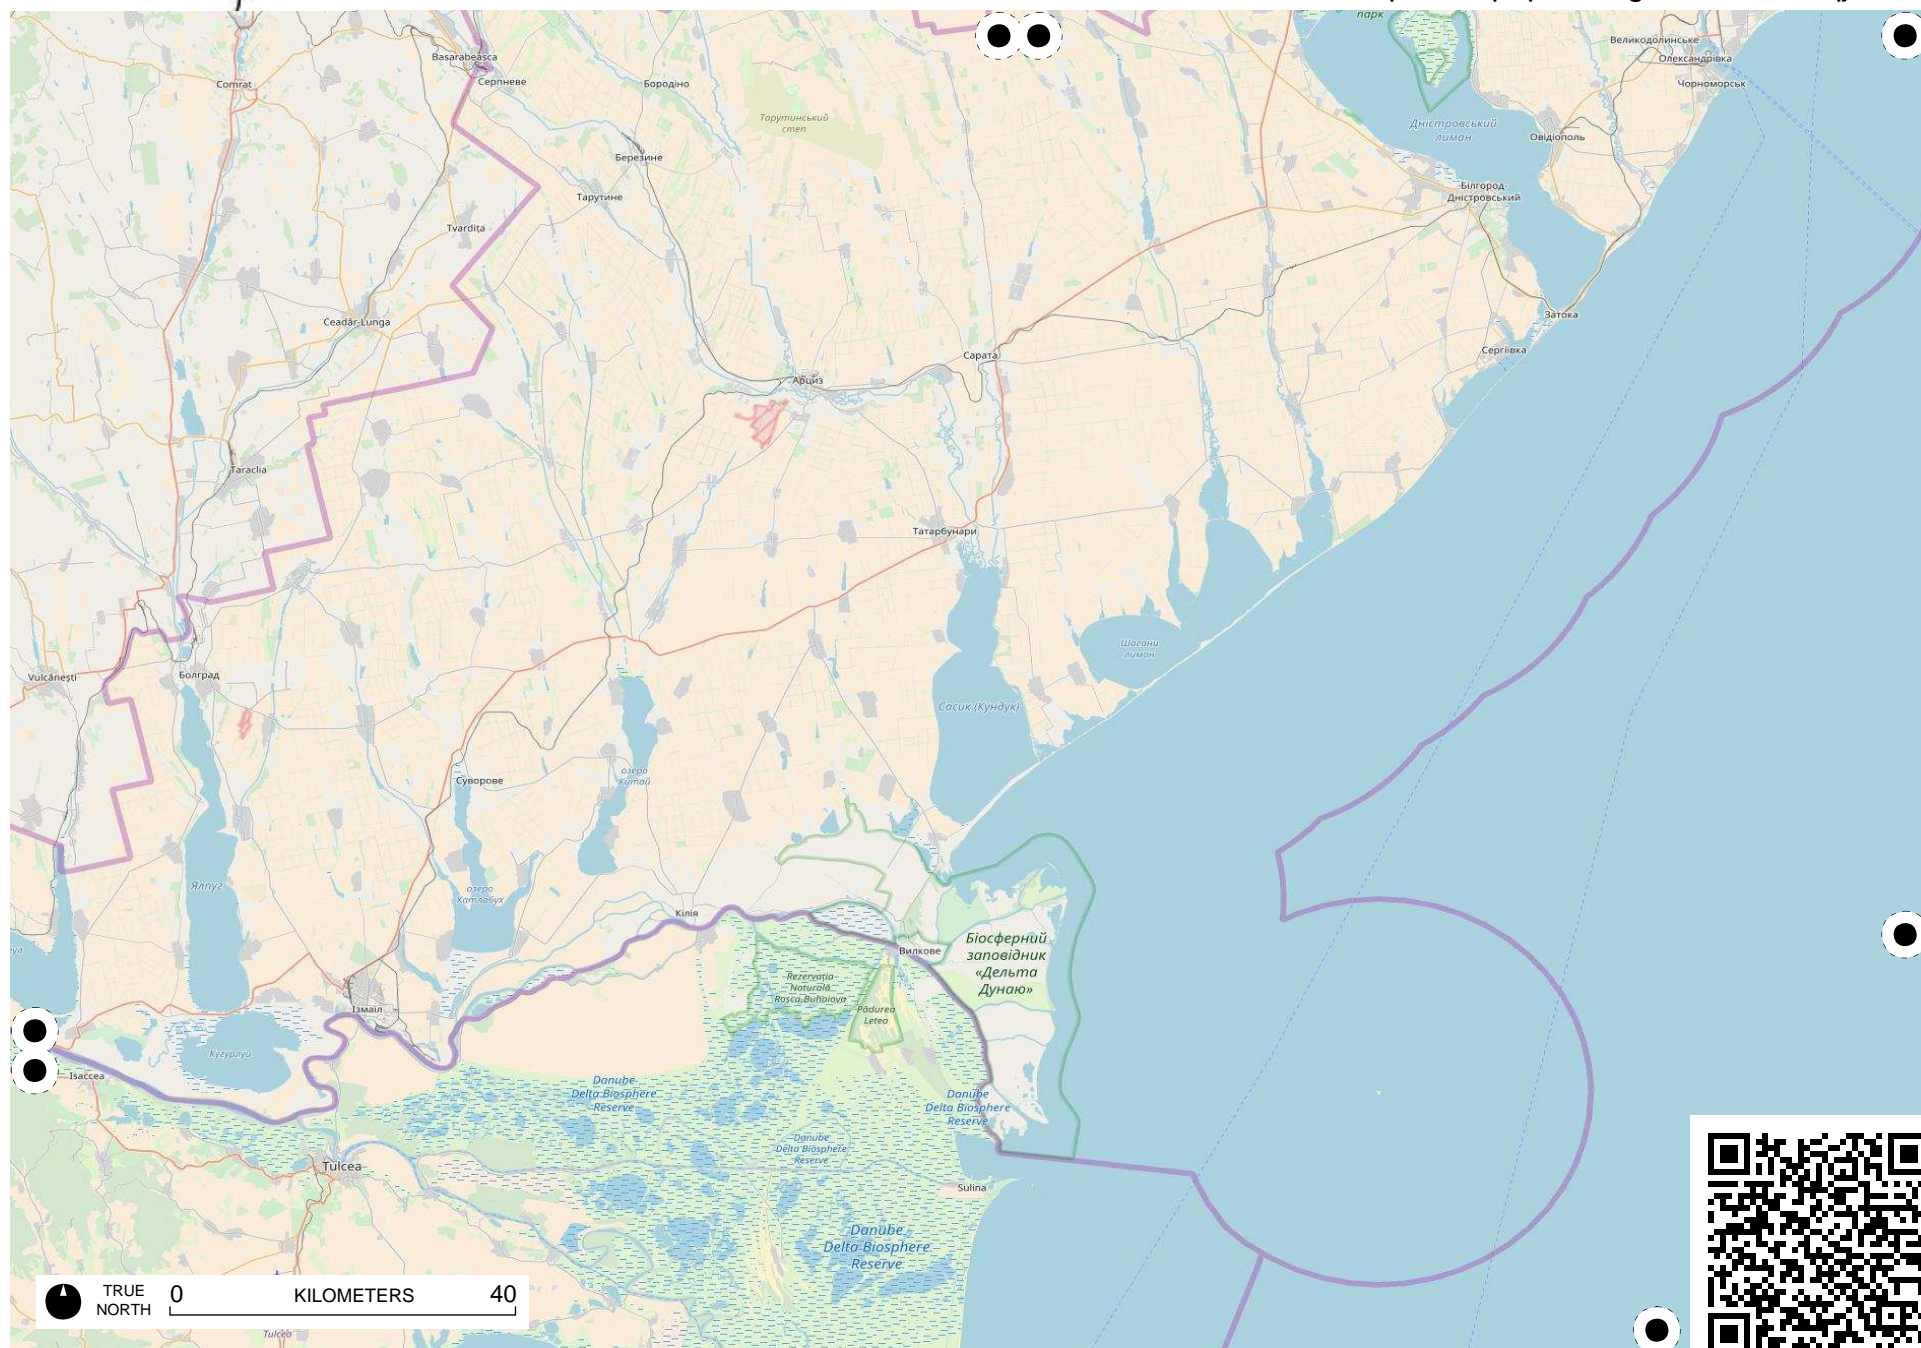 парк
Великодолинське
Олександрівка
Чорноморськ
Basarabeasca
Серпневе
Comrat
Бородіно
Тарутинський
степ
Дністровський
лиман
Овідіополь
Березине
Тарутине
Білгород-
Дністровський
Tvardița
Затока
Ceadâr-Lunga
Сергіївка
Сарата
Арциз
Taraclia
Татарбунари
Шагани
лиман
Vulcănești
Болград
Сасик (Кундук)
озеро
Китай
Суворове
Ялпуг
озеро
Катлабух
Кілія
Вилкове
Біосферний
заповідник
«Дельта
Дунаю»
Rezervația
Naturală
Roșca-Buhaiova
Pădurea
Letea
Ізмаїл
Кугурлуй
Isaccea
Danube
Delta Biosphere
Reserve
Danube
Delta Biosphere
Reserve
Danube
Delta Biosphere
Reserve
Tulcea
Sulina
Danube
Delta Biosphere
Reserve
TRUE
NORTH
0 KILOMETERS 40
Tulcea